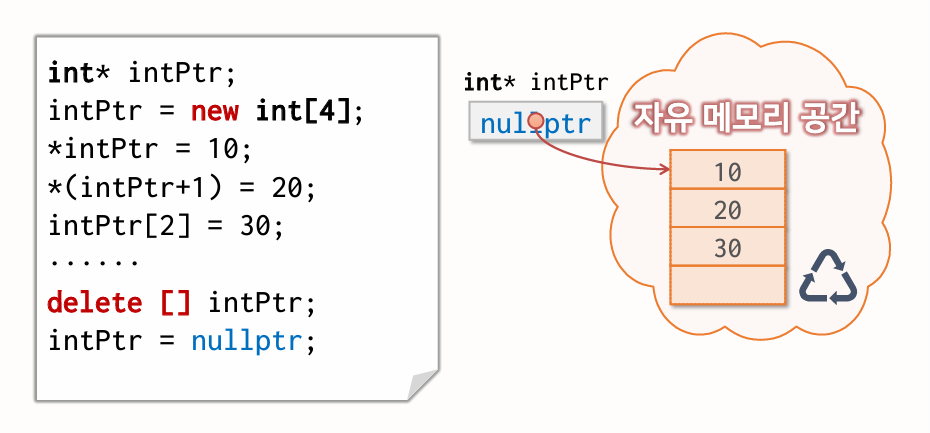 int* intPtr;
intPtr = new int[4];
*intPtr = 10;
*(intPtr+1) = 20;
intPtr[2] = 30;
......
delete [] intPtr;
intPtr = nullptr;
int* intPtr
nullptr
자유 메모리 공간
10
20
30